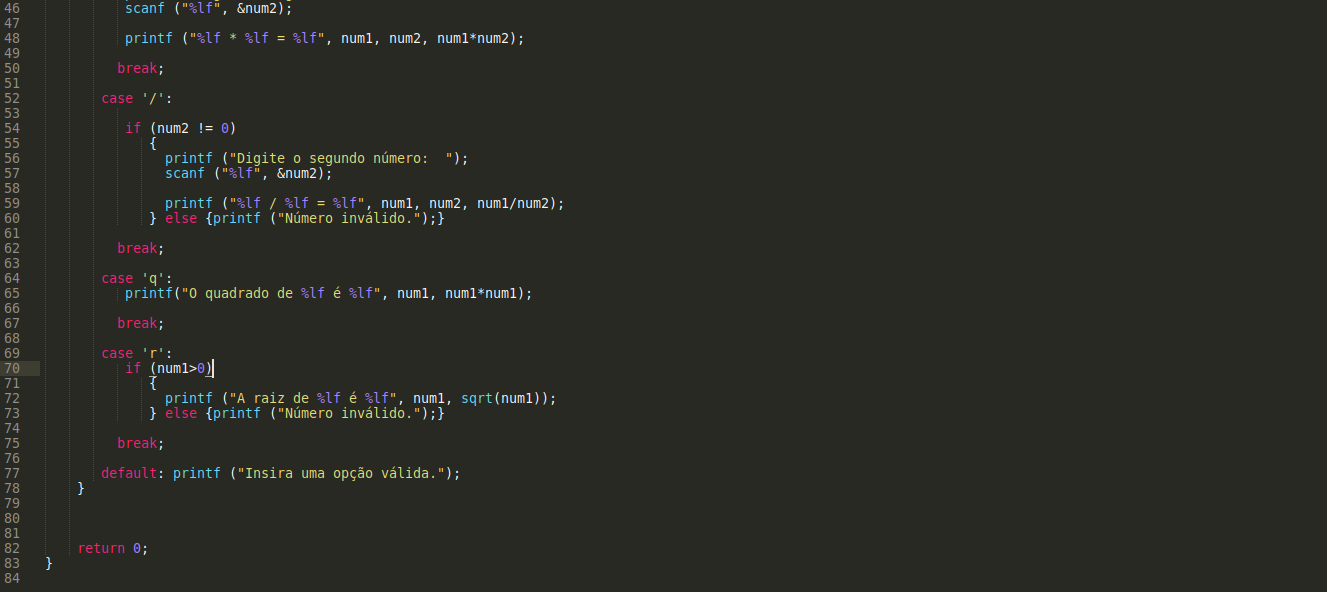 46 scanf ("%lf", &num2);
47
48 printf ("%lf * %lf = %lf", num1, num2, num1*num2);
49
50 break;
51
52 case '/':
53
54 if (num2 != 0)
55 {
56 printf ("Digite o segundo número:  ");
57 scanf ("%lf", &num2);
58
59 printf ("%lf / %lf = %lf", num1, num2, num1/num2);
60 } else {printf ("Número inválido.");}
61
62 break;
63
64 case 'q':
65 printf("O quadrado de %lf é %lf", num1, num1*num1);
66
67 break;
68
69 case 'r':
70 if (num1>0)
71 {
72 printf ("A raiz de %lf é %lf", num1, sqrt(num1));
73 } else {printf ("Número inválido.");}
74
75 break;
76
77 default: printf ("Insira uma opção válida.");
78 }
79
80
81
82 return 0;
83 }
84